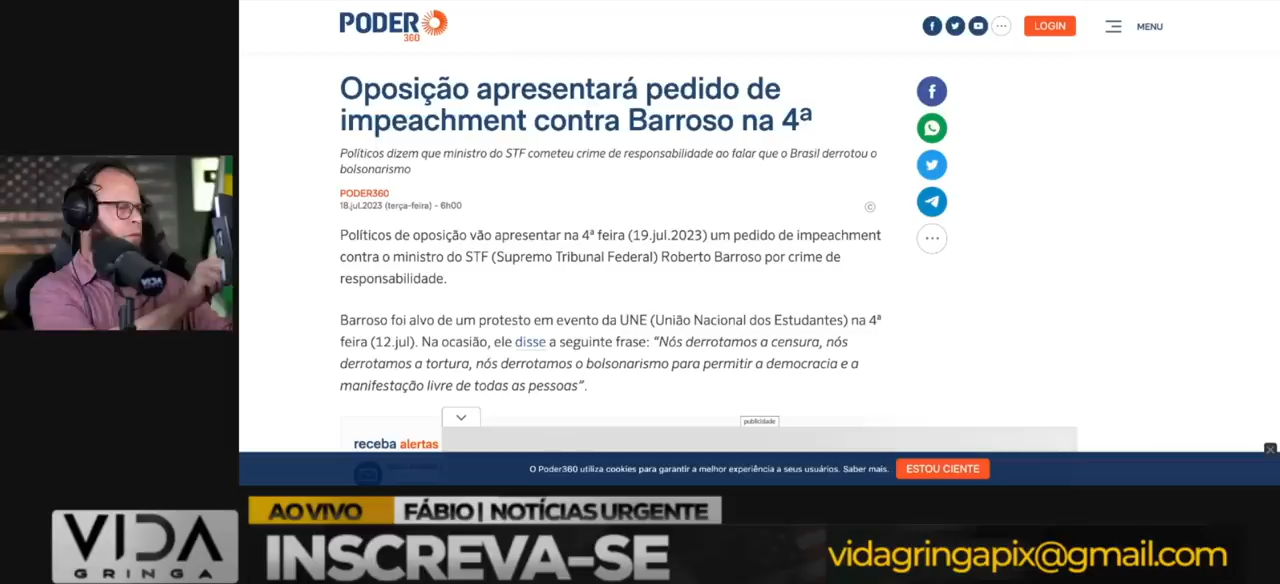 PODER
360
LOGIN
MENU
Oposição apresentará pedido de
impeachment contra Barroso na 4ª
Políticos dizem que ministro do STF cometeu crime de responsabilidade ao falar que o Brasil derrotou o
bolsonarismo
PODER360
18.jul.2023 (terça-feira) - 6h00
Políticos de oposição vão apresentar na 4ª feira (19.jul.2023) um pedido de impeachment
contra o ministro do STF (Supremo Tribunal Federal) Roberto Barroso por crime de
responsabilidade.
Barroso foi alvo de um protesto em evento da UNE (União Nacional dos Estudantes) na 4ª
feira (12.jul). Na ocasião, ele disse a seguinte frase: “Nós derrotamos a censura, nós
derrotamos a tortura, nós derrotamos o bolsonarismo para permitir a democracia e a
manifestação livre de todas as pessoas”.
publicidade
receba alertas
O Poder360 utiliza cookies para garantir a melhor experiência a seus usuários. Saber mais.
ESTOU CIENTE
VIDA
AO VIVO FÁBIO | NOTÍCIAS URGENTE
VIDA
GRINGA
INSCREVA-SE
vidagringapix@gmail.com